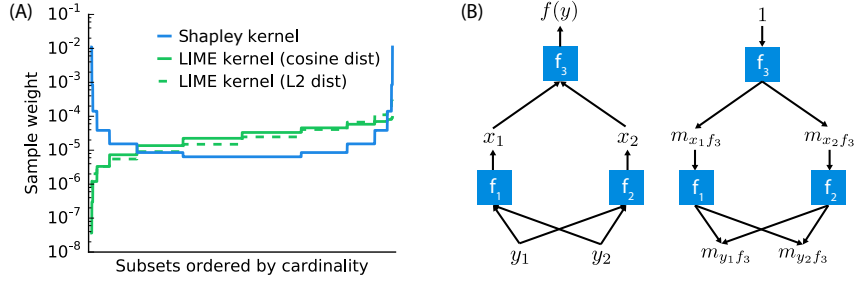 (A)
Sample weight
10⁻¹
10⁻²
10⁻³
10⁻⁴
10⁻⁵
10⁻⁶
10⁻⁷
10⁻⁸
Shapley kernel
LIME kernel (cosine dist)
LIME kernel (L2 dist)
Subsets ordered by cardinality
(B)
f(y)
f₃
x₁ x₂
f₁ f₂
y₁ y₂
1
f₃
m_{x₁f₃} m_{x₂f₃}
f₁ f₂
m_{y₁f₃} m_{y₂f₃}